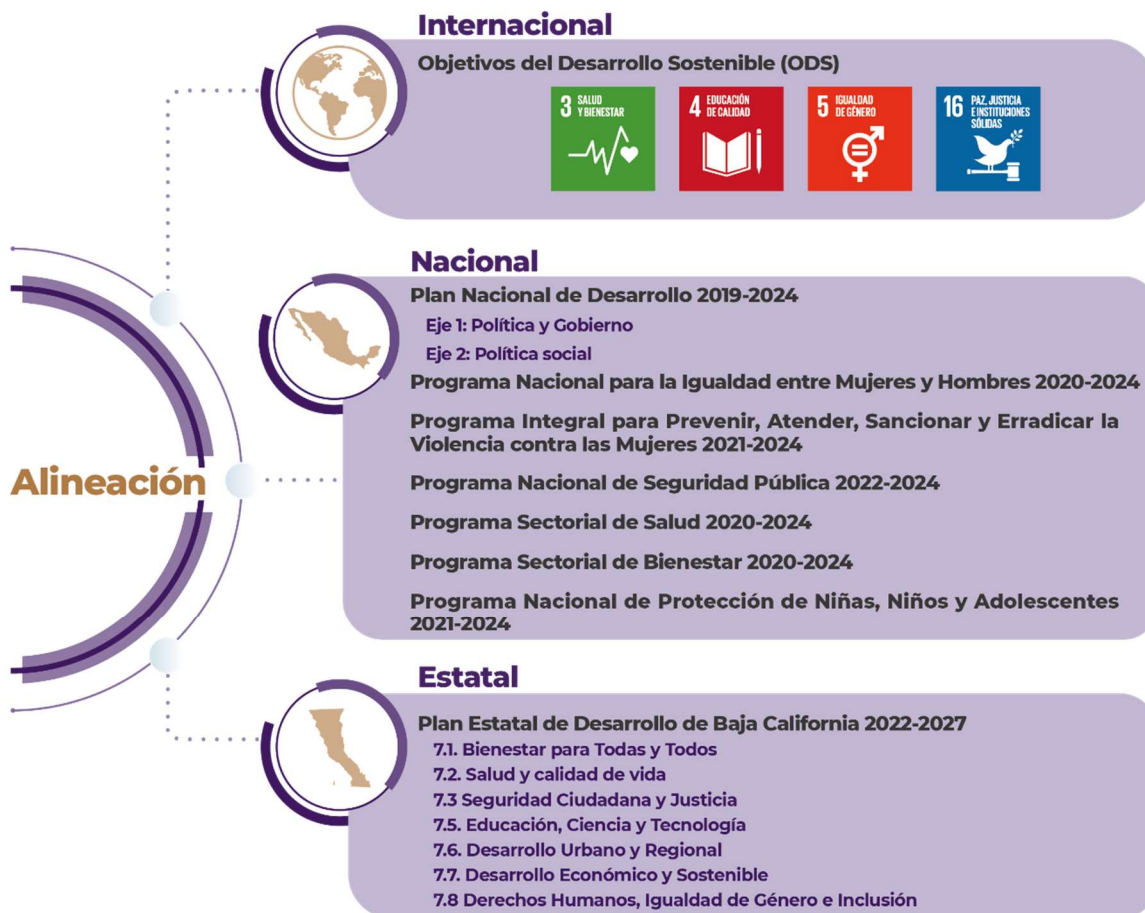 Internacional
Objetivos del Desarrollo Sostenible (ODS)
3 SALUD
Y BIENESTAR
4 EDUCACIÓN
DE CALIDAD
5 IGUALDAD
DE GÉNERO
16 PAZ, JUSTICIA
E INSTITUCIONES
SÓLIDAS
Nacional
Plan Nacional de Desarrollo 2019-2024
Eje 1: Política y Gobierno
Eje 2: Política social
Programa Nacional para la Igualdad entre Mujeres y Hombres 2020-2024
Programa Integral para Prevenir, Atender, Sancionar y Erradicar la
Violencia contra las Mujeres 2021-2024
Alineación
Programa Nacional de Seguridad Pública 2022-2024
Programa Sectorial de Salud 2020-2024
Programa Sectorial de Bienestar 2020-2024
Programa Nacional de Protección de Niñas, Niños y Adolescentes
2021-2024
Estatal
Plan Estatal de Desarrollo de Baja California 2022-2027
7.1. Bienestar para Todas y Todos
7.2. Salud y calidad de vida
7.3 Seguridad Ciudadana y Justicia
7.5. Educación, Ciencia y Tecnología
7.6. Desarrollo Urbano y Regional
7.7. Desarrollo Económico y Sostenible
7.8 Derechos Humanos, Igualdad de Género e Inclusión